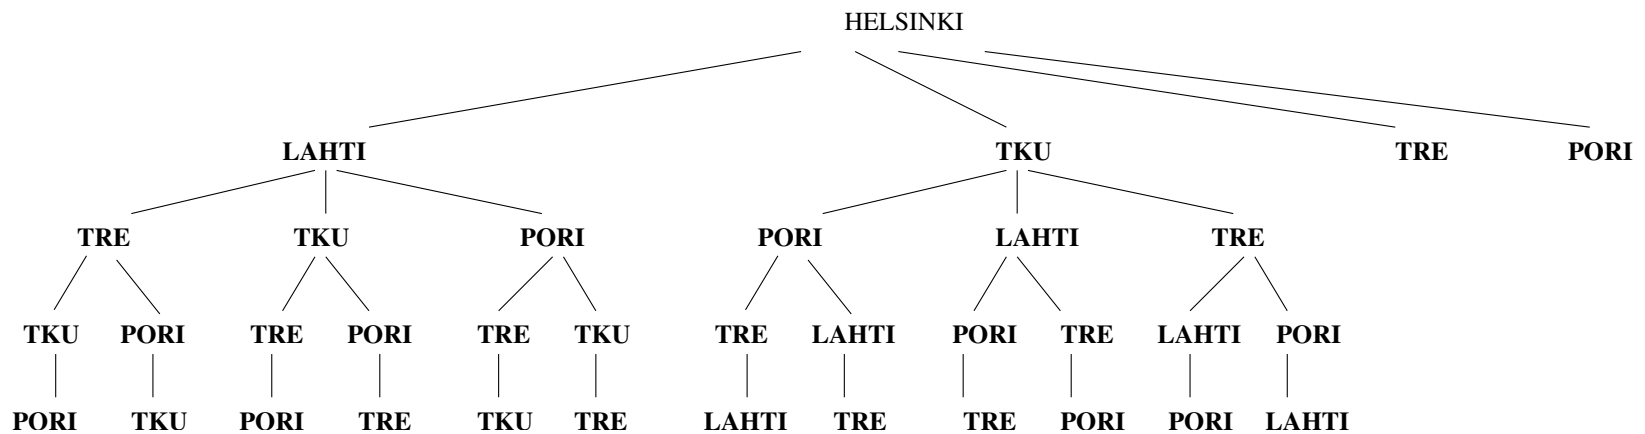 HELSINKI
LAHTI TKU TRE PORI
TRE TKU PORI PORI LAHTI TRE
TKU PORI TRE PORI TRE TKU TRE LAHTI PORI TRE LAHTI PORI
PORI TKU PORI TRE TKU TRE LAHTI TRE TRE PORI PORI LAHTI